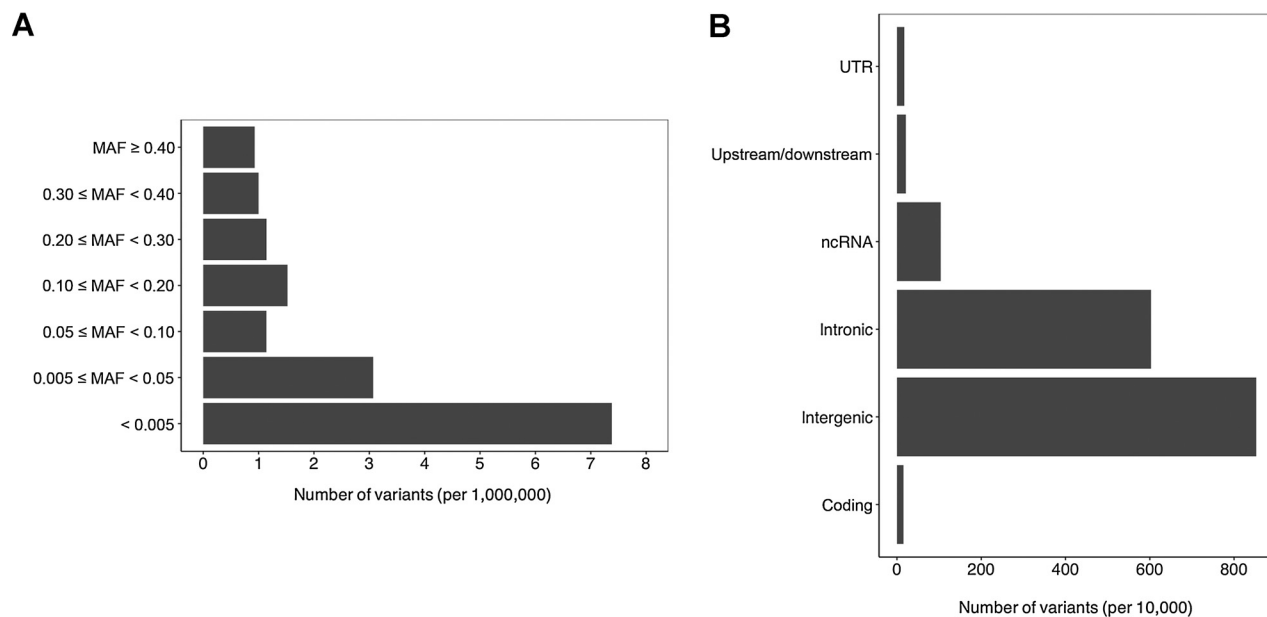 A
MAF ≥ 0.40
0.30 ≤ MAF < 0.40
0.20 ≤ MAF < 0.30
0.10 ≤ MAF < 0.20
0.05 ≤ MAF < 0.10
0.005 ≤ MAF < 0.05
< 0.005
0 1 2 3 4 5 6 7 8
Number of variants (per 1,000,000)
B
UTR
Upstream/downstream
ncRNA
Intronic
Intergenic
Coding
0 200 400 600 800
Number of variants (per 10,000)